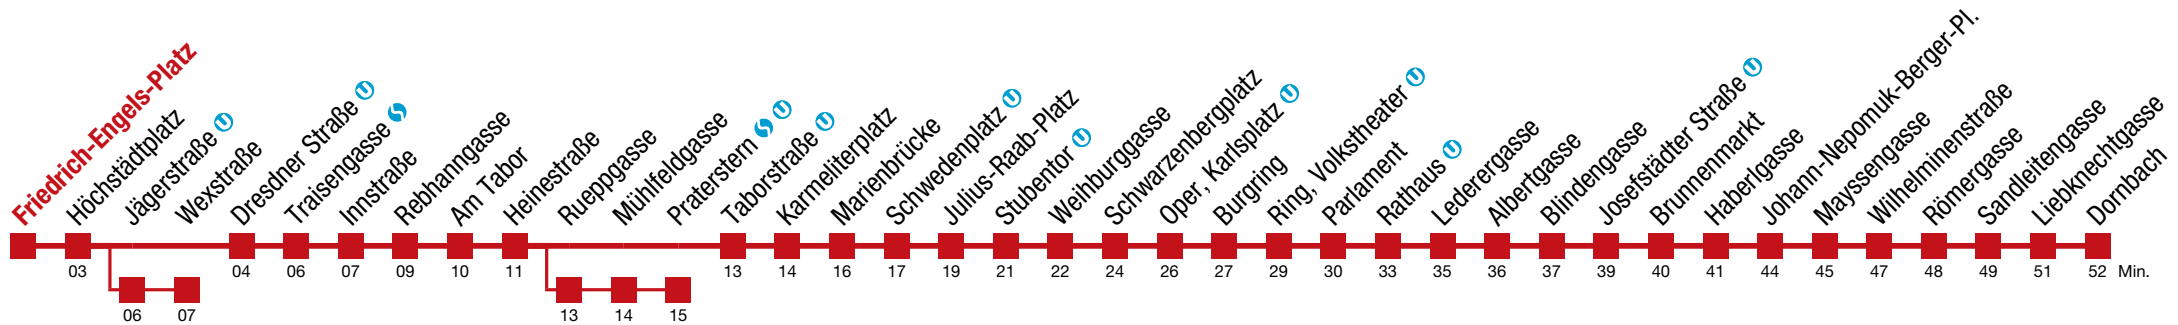 Friedrich-Engels-Platz
Höchstädtplatz
Jägerstraße U
Wexstraße
Dresdner Straße U
Traisengasse S
Innstraße
Rebhanngasse
Am Tabor
Heinestraße
Rueppgasse
Mühlfeldgasse
Praterstern S U
Taborstraße U
Karmeliterplatz
Marienbrücke
Schwedenplatz U
Julius-Raab-Platz
Stubentor U
Weihburggasse
Schwarzenbergplatz
Oper, Karlsplatz U
Burgring
Ring, Volkstheater U
Parlament
Rathaus U
Lederergasse
Albertgasse
Blindengasse
Josefstädter Straße U
Brunnenmarkt
Haberlgasse
Johann-Nepomuk-Berger-Pl.
Mayssengasse
Wilhelminenstraße
Römergasse
Sandleitengasse
Liebknechtgasse
Dornbach
03 04 06 07 09 10 11 13 14 16 17 19 21 22 24 26 27 29 30 33 35 36 37 39 40 41 44 45 47 48 49 51 52 Min.
06 07 13 14 15